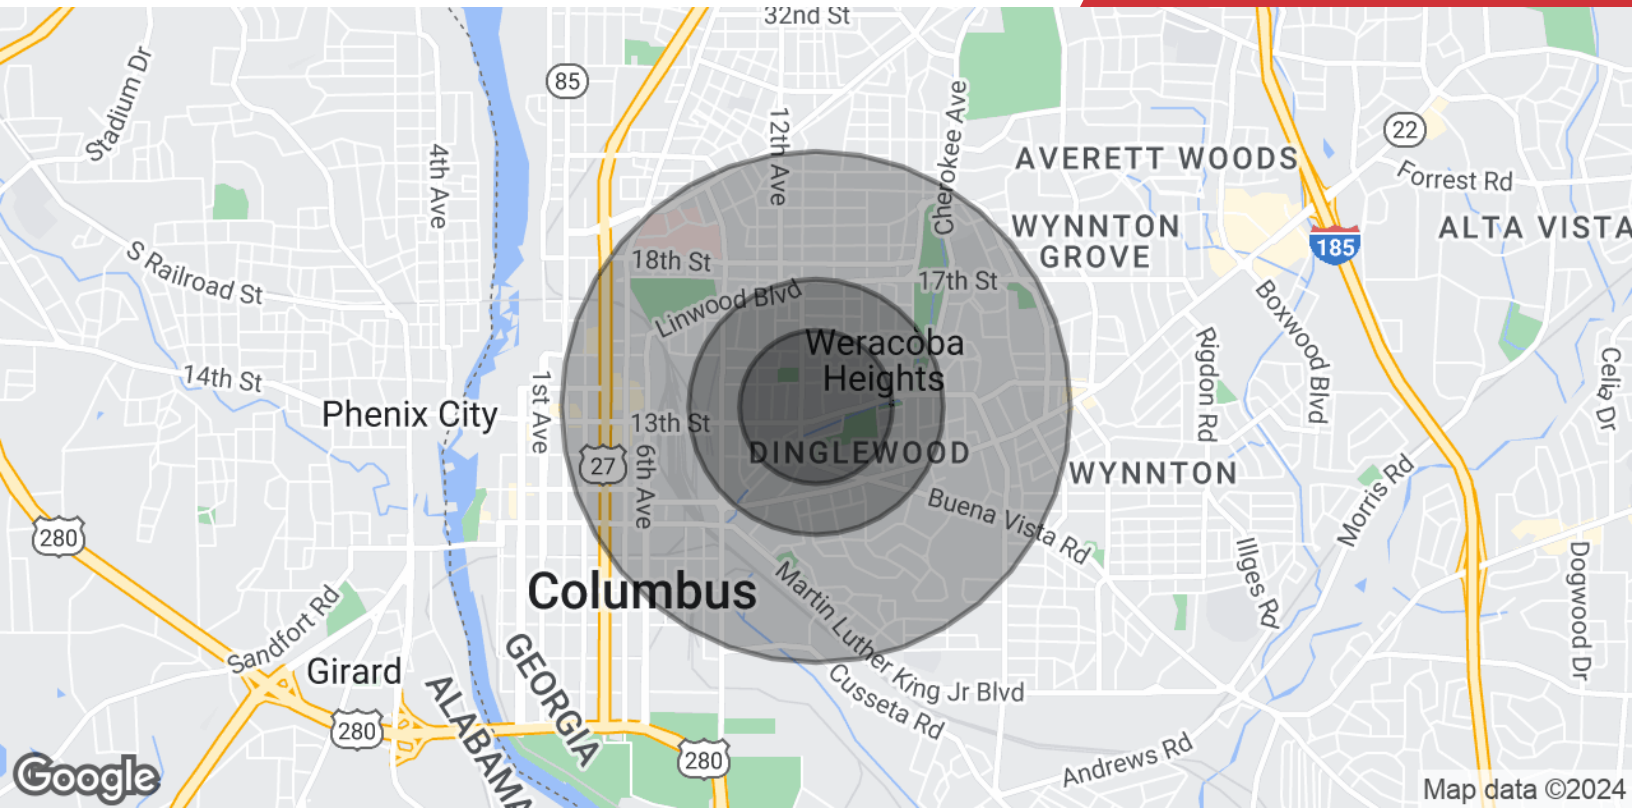 32nd St
85
Stadium Dr
4th Ave
12th Ave
Cherokee Ave
22
AVERETT WOODS
Forrest Rd
WYNNTON
GROVE
ALTA VISTA
185
S Railroad St
18th St
17th St
Linwood Blvd
Boxwood Blvd
Weracoba
Heights
Rigdon Rd
Celia Dr
14th St
1st Ave
Phenix City
13th St
DINGLEWOOD
27
6th Ave
WYNNTON
Buena Vista Rd
Morris Rd
280
Illges Rd
Dogwood Dr
Columbus
Martin Luther King Jr Blvd
Sandfort Rd
Girard
GEORGIA
ALABAMA
Cusseta Rd
280
280
Andrews Rd
Google
Map data ©2024